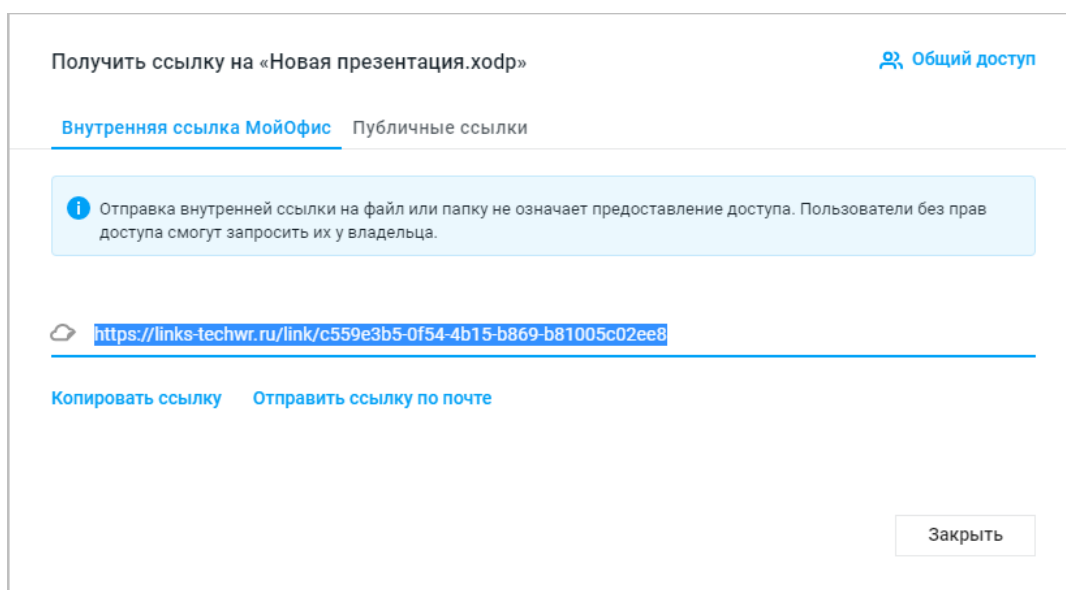 Получить ссылку на «Новая презентация.xodp»
Общий доступ
Внутренняя ссылка МойОфис
Публичные ссылки
Отправка внутренней ссылки на файл или папку не означает предоставление доступа. Пользователи без прав
доступа смогут запросить их у владельца.
https://links-techwr.ru/link/c559e3b5-0f54-4b15-b869-b81005c02ee8
Копировать ссылку
Отправить ссылку по почте
Закрыть